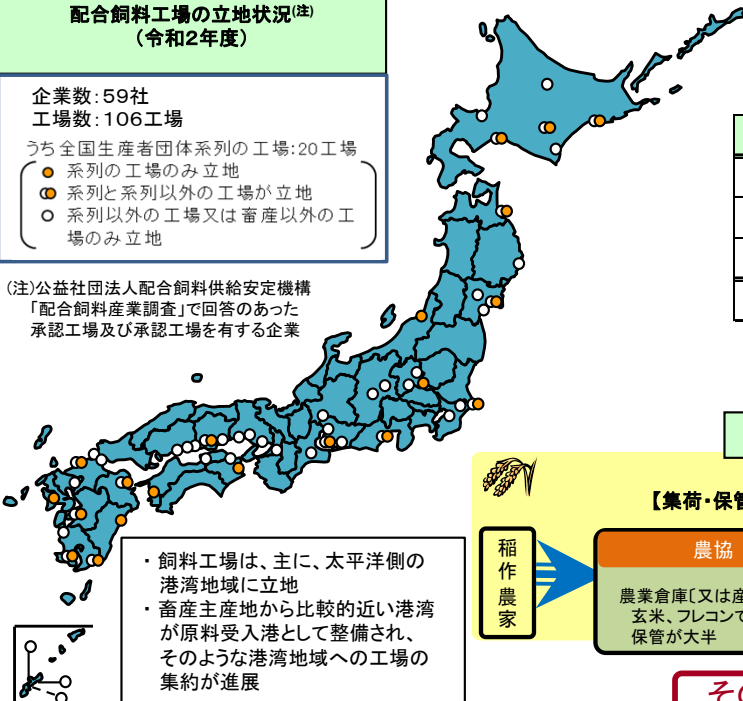 配合飼料工場の立地状況(注)
(令和2年度)
企業数:59社
工場数:106工場
うち全国生産者団体系列の工場:20工場
系列の工場のみ立地
系列と系列以外の工場が立地
系列以外の工場又は畜産以外の工
場のみ立地
(注)公益社団法人配合飼料供給安定機構
「配合飼料産業調査」で回答のあった
承認工場及び承認工場を有する企業
・飼料工場は、主に、太平洋側の
港湾地域に立地
・畜産主産地から比較的近い港湾
が原料受入港として整備され、
そのような港湾地域への工場の
集約が進展
【集荷・保管
稲作農家
農協
農業倉庫〔又は産
玄米、フレコンで
保管が大半
その